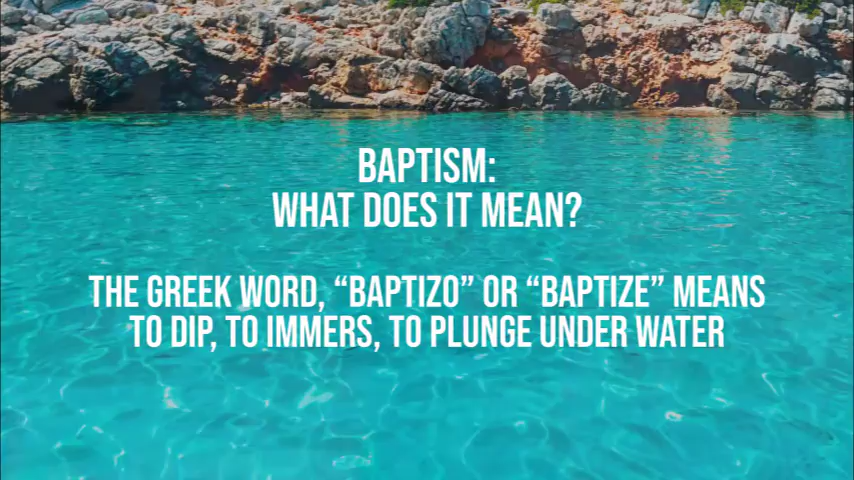 BAPTISM:
WHAT DOES IT MEAN?
THE GREEK WORD, “BAPTIZO” OR “BAPTIZE” MEANS
TO DIP, TO IMMERS, TO PLUNGE UNDER WATER